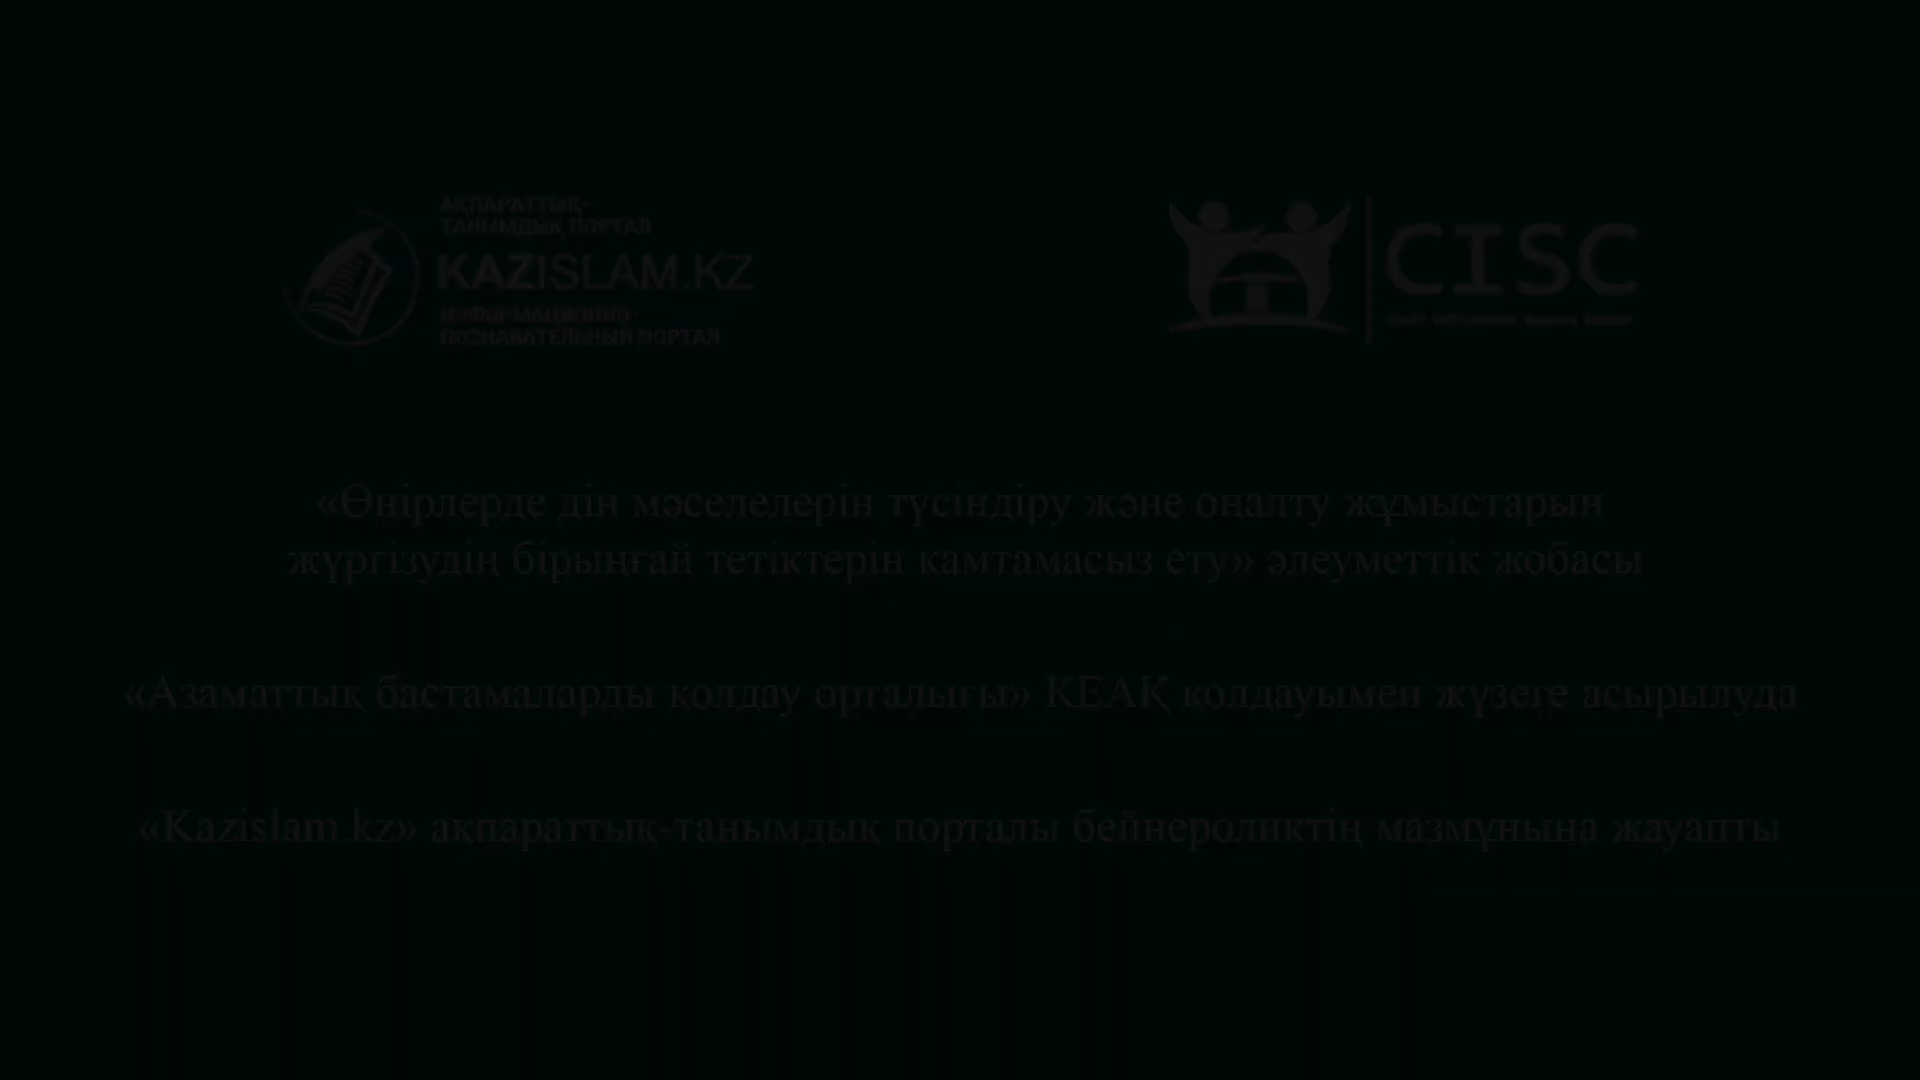 АҚПАРАТТЫҚ-
ТАНЫМДЫҚ ПОРТАЛ
KAZISLAM.KZ
ИНФОРМАЦИОННО-
ПОЗНАВАТЕЛЬНЫЙ ПОРТАЛ
CISC
«Өңірлерде дін мәселелерін түсіндіру және оңалту жұмыстарын
жүргізудің бірыңғай тетіктерін қамтамасыз ету» әлеуметтік жобасы
«Азаматтық бастамаларды қолдау орталығы» КЕАҚ қолдауымен жүзеге асырылуда
«Kazislam.kz» ақпараттық-танымдық порталы бейнероликтің мазмұнына жауапты